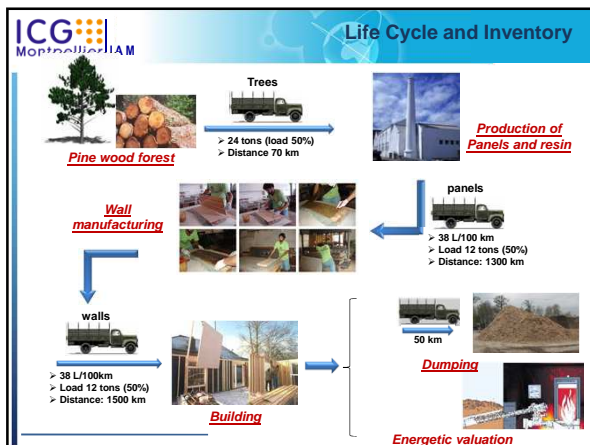 ICG
Montpellier IAM
Life Cycle and Inventory
Trees
➢ 24 tons (load 50%)
➢ Distance 70 km
Pine wood forest
Production of
Panels and resin
Wall
manufacturing
panels
➢ 38 L/100 km
➢ Load 12 tons (50%)
➢ Distance: 1300 km
walls
➢ 38 L/100km
➢ Load 12 tons (50%)
➢ Distance: 1500 km
Building
50 km
Dumping
Energetic valuation